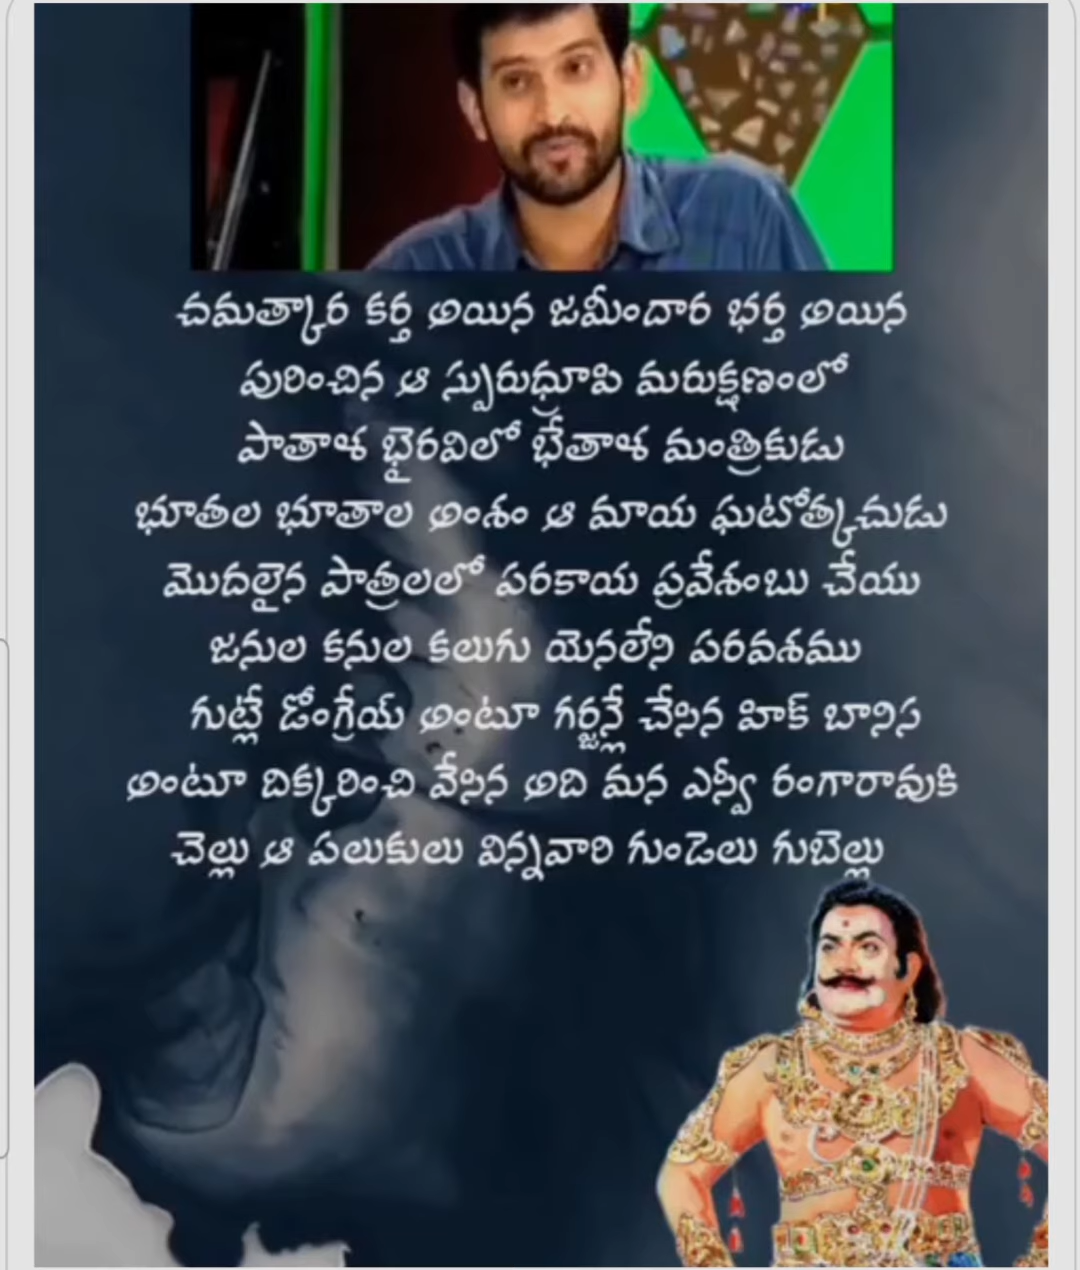 చమత్కార కర్త అయిన జమీందార భర్త అయిన
పురించిన ఆ స్పురుద్రూపి మరుక్షణంలో
పాతాళ భైరవిలో భేతాళ మంత్రికుడు
భూతల భూతాల అంశం ఆ మాయ ఘటోత్కచుడు
మొదలైన పాత్రలలో పరకాయ ప్రవేశంబు చేయు
జనుల కనుల కలుగు యెనలేని పరవశము
గుట్లే డోంగ్రేయ్ అంటూ గర్జన్లే చేసిన హిక్ బానిస
అంటూ దిక్కరించి వేసిన అది మన ఎస్వీ రంగారావుకి
చెల్లు ఆ పలుకులు విన్నవారి గుండెలు గుబెల్లు